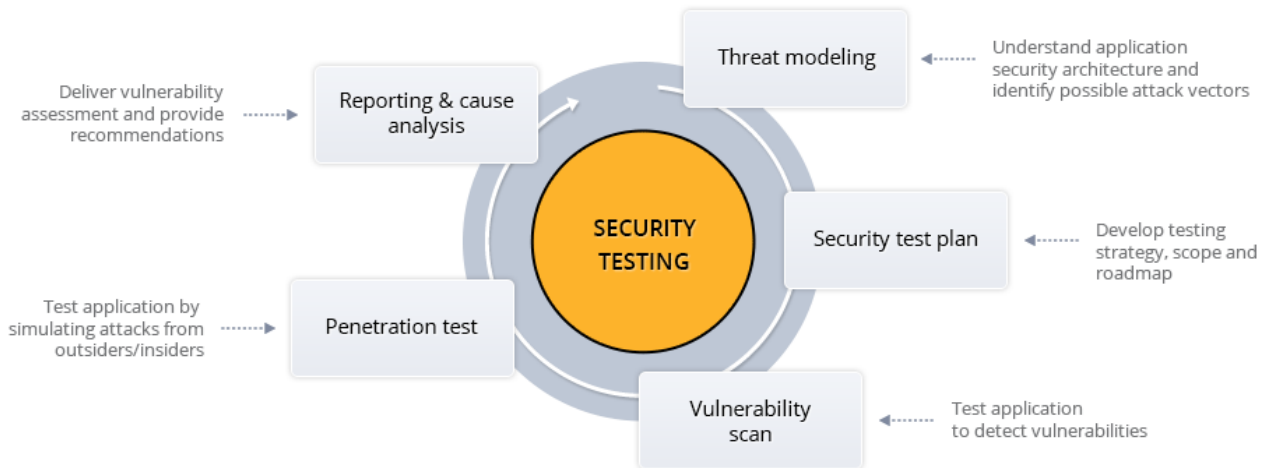 Threat modeling
Understand application
security architecture and
identify possible attack vectors
Security test plan
Develop testing
strategy, scope and
roadmap
Vulnerability
scan
Test application
to detect vulnerabilities
Penetration test
Test application by
simulating attacks from
outsiders/insiders
Reporting & cause
analysis
Deliver vulnerability
assessment and provide
recommendations
SECURITY
TESTING